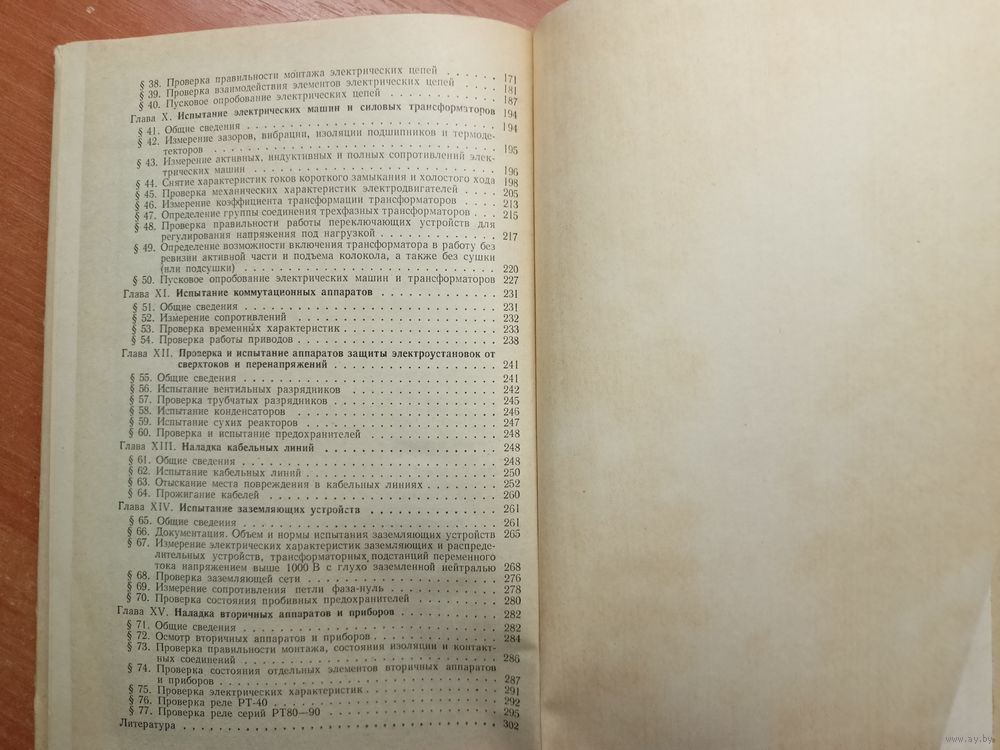 § 38. Проверка правильности монтажа электрических цепей . . . . . . 171
§ 39. Проверка взаимодействия элементов электрических цепей . . . . 181
§ 40. Пусковое опробование электрических цепей . . . . . . . . . . 187
Глава X. Испытание электрических машин и силовых трансформаторов 194
§ 41. Общие сведения . . . . . . . . . . . . . . . . . . . . . . . 194
§ 42. Измерение зазоров, вибрации, изоляции подшипников и термоде-
текторов . . . . . . . . . . . . . . . . . . . . . . . . 195
§ 43. Измерение активных, индуктивных и полных сопротивлений элек-
трических машин . . . . . . . . . . . . . . . . . . . . . 196
§ 44. Снятие характеристик токов короткого замыкания и холостого хода 198
§ 45. Проверка механических характеристик электродвигателей . . . . 205
§ 46. Измерение коэффициента трансформации трансформаторов . . . . 213
§ 47. Определение группы соединения трехфазных трансформаторов . . . 215
§ 48. Проверка правильности работы переключающих устройств для
регулирования напряжения под нагрузкой . . . . . . . . . . . 217
§ 49. Определение возможности включения трансформатора в работу без
ревизии активной части и подъема колокола, а также без сушки
(или подсушки) . . . . . . . . . . . . . . . . . . . . . . 220
§ 50. Пусковое опробование электрических машин и трансформаторов 227
Глава XI. Испытание коммутационных аппаратов . . . . . . . . . . . 231
§ 51. Общие сведения . . . . . . . . . . . . . . . . . . . . . . . 231
§ 52. Измерение сопротивлений . . . . . . . . . . . . . . . . . . 232
§ 53. Проверка временных характеристик . . . . . . . . . . . . . . 233
§ 54. Проверка работы приводов . . . . . . . . . . . . . . . . . . 238
Глава XII. Проверка и испытание аппаратов защиты электроустановок от
сверхтоков и перенапряжений . . . . . . . . . . . . . . . 241
§ 55. Общие сведения . . . . . . . . . . . . . . . . . . . . . . . 241
§ 56. Испытание вентильных разрядников . . . . . . . . . . . . . . 242
§ 57. Проверка трубчатых разрядников . . . . . . . . . . . . . . . 245
§ 58. Испытание конденсаторов . . . . . . . . . . . . . . . . . . 246
§ 59. Испытание сухих реакторов . . . . . . . . . . . . . . . . . 247
§ 60. Проверка и испытание предохранителей . . . . . . . . . . . . 248
Глава XIII. Наладка кабельных линий . . . . . . . . . . . . . . . 248
§ 61. Общие сведения . . . . . . . . . . . . . . . . . . . . . . . 248
§ 62. Испытание кабельных линий . . . . . . . . . . . . . . . . . 250
§ 63. Отыскание места повреждения в кабельных линиях . . . . . . . 252
§ 64. Прожигание кабелей . . . . . . . . . . . . . . . . . . . . . 260
Глава XIV. Испытание заземляющих устройств . . . . . . . . . . . . 261
§ 65. Общие сведения . . . . . . . . . . . . . . . . . . . . . . . 261
§ 66. Документация. Объем и нормы испытания заземляющих устройств 265
§ 67. Измерение электрических характеристик заземляющих и распреде-
лительных устройств, трансформаторных подстанций переменного
тока напряжением выше 1000 В с глухо заземленной нейтралью 268
§ 68. Проверка заземляющей сети . . . . . . . . . . . . . . . . . 276
§ 69. Измерение сопротивления петли фаза-нуль . . . . . . . . . . 278
§ 70. Проверка состояния пробивных предохранителей . . . . . . . . 280
Глава XV. Наладка вторичных аппаратов и приборов . . . . . . . . . 282
§ 71. Общие сведения . . . . . . . . . . . . . . . . . . . . . . . 282
§ 72. Осмотр вторичных аппаратов и приборов . . . . . . . . . . . 284
§ 73. Проверка правильности монтажа, состояния изоляции и контакт-
ных соединений . . . . . . . . . . . . . . . . . . . . . 286
§ 74. Проверка состояния отдельных элементов вторичных аппаратов
и приборов . . . . . . . . . . . . . . . . . . . . . . . 287
§ 75. Проверка электрических характеристик . . . . . . . . . . . . 291
§ 76. Проверка реле РТ-40 . . . . . . . . . . . . . . . . . . . . 292
§ 77. Проверка реле серий РТ80—90 . . . . . . . . . . . . . . . . 295
Литература . . . . . . . . . . . . . . . . . . . . . . . . . . . 302
www.ay.by